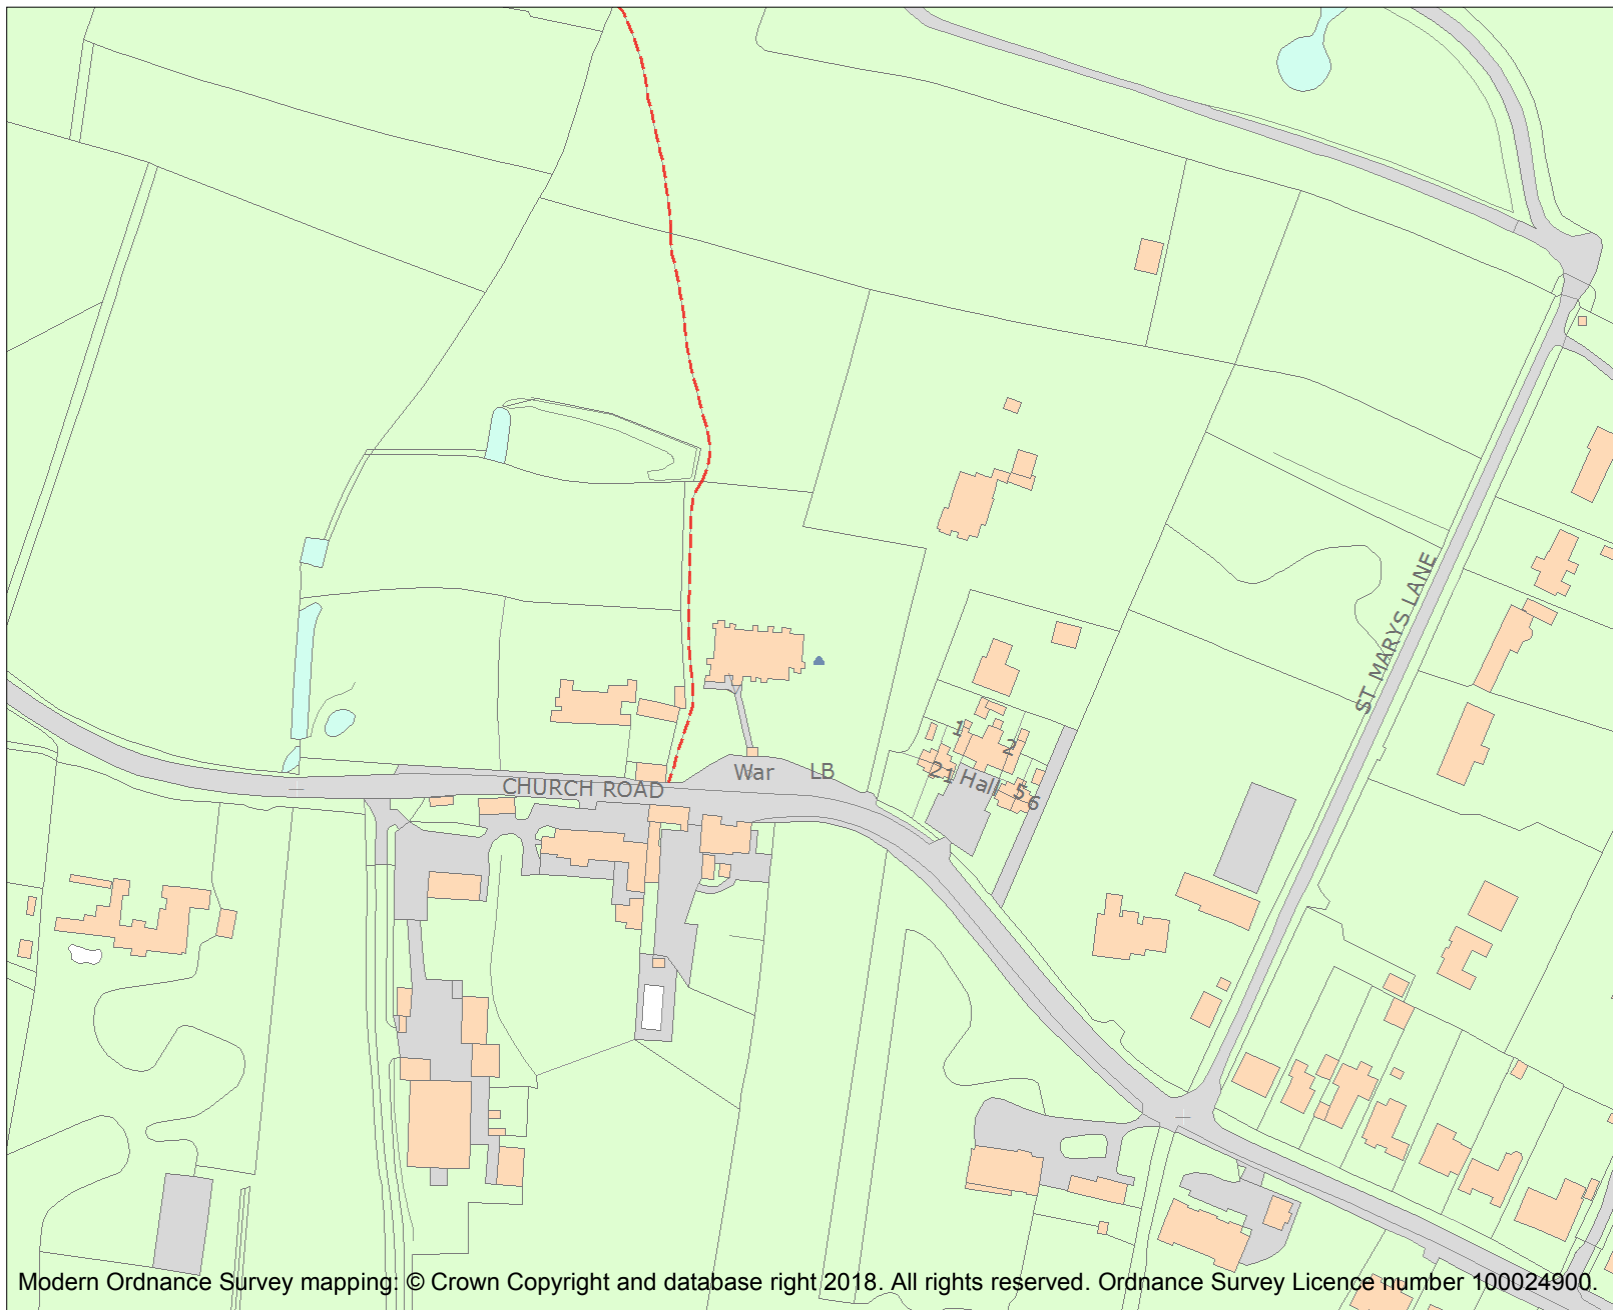 ST MARYS LANE
1
2
21
Hall
5
6
War
LB
CHURCH ROAD
Modern Ordnance Survey mapping: © Crown Copyright and database right 2018. All rights reserved. Ordnance Survey Licence number 100024900.